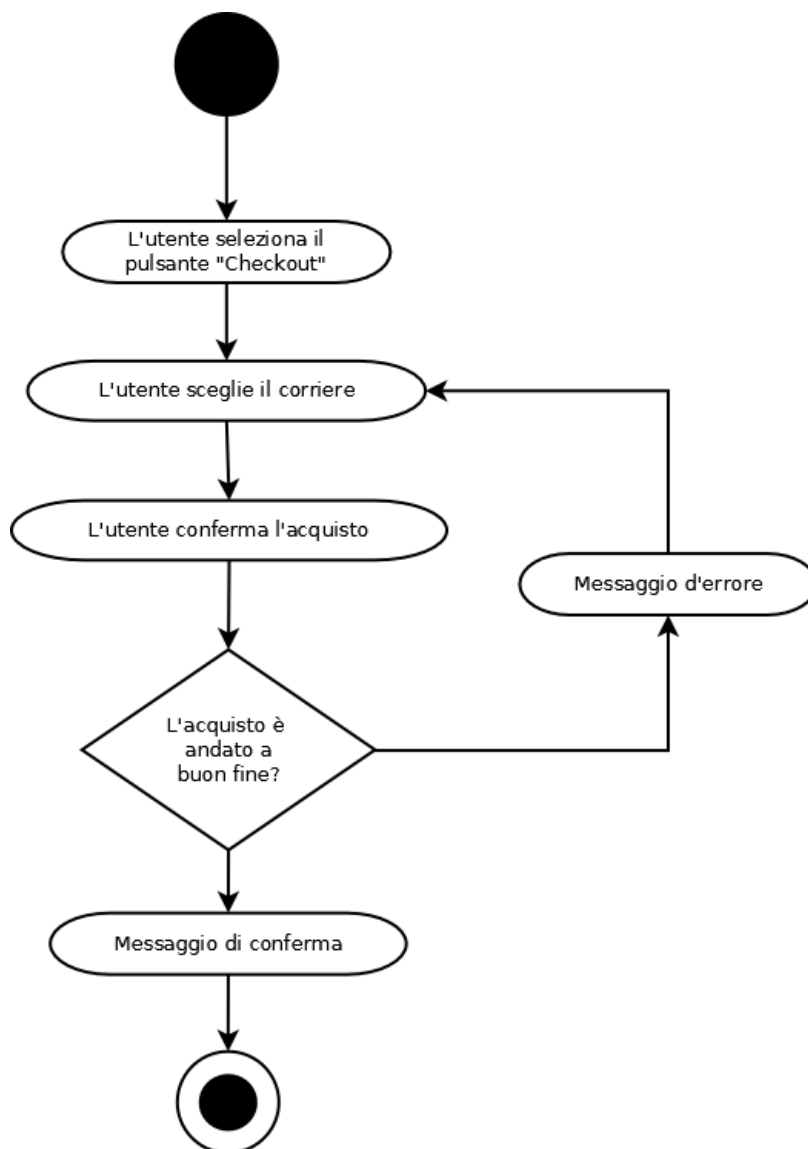 L'utente seleziona il
pulsante "Checkout"
L'utente sceglie il corriere
L'utente conferma l'acquisto
Messaggio d'errore
L'acquisto è
andato a
buon fine?
Messaggio di conferma